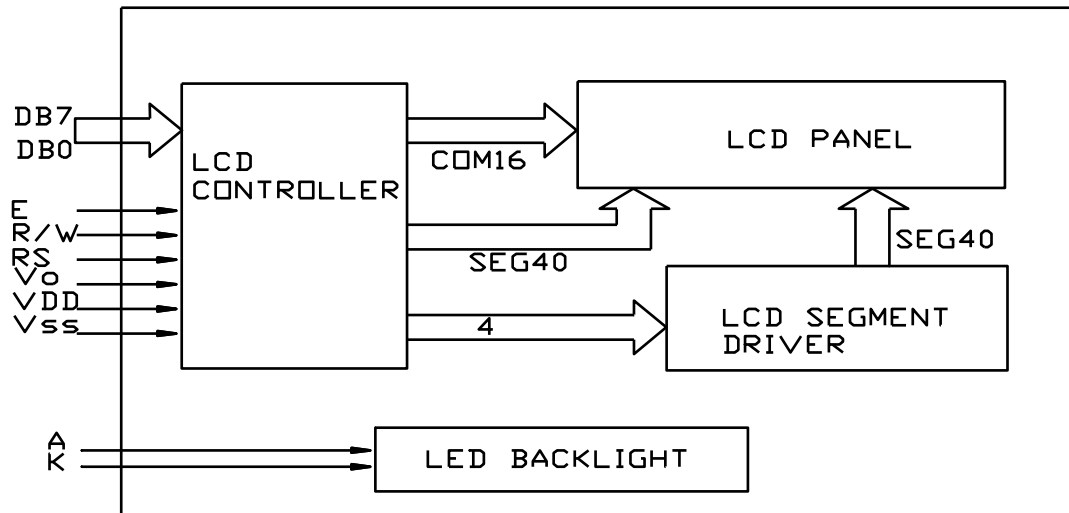 DB7
DB0
E
R/W
RS
Vo
VDD
Vss
LCD
CONTROLLER
COM16
SEG40
4
LCD PANEL
SEG40
LCD SEGMENT
DRIVER
A
K
LED BACKLIGHT